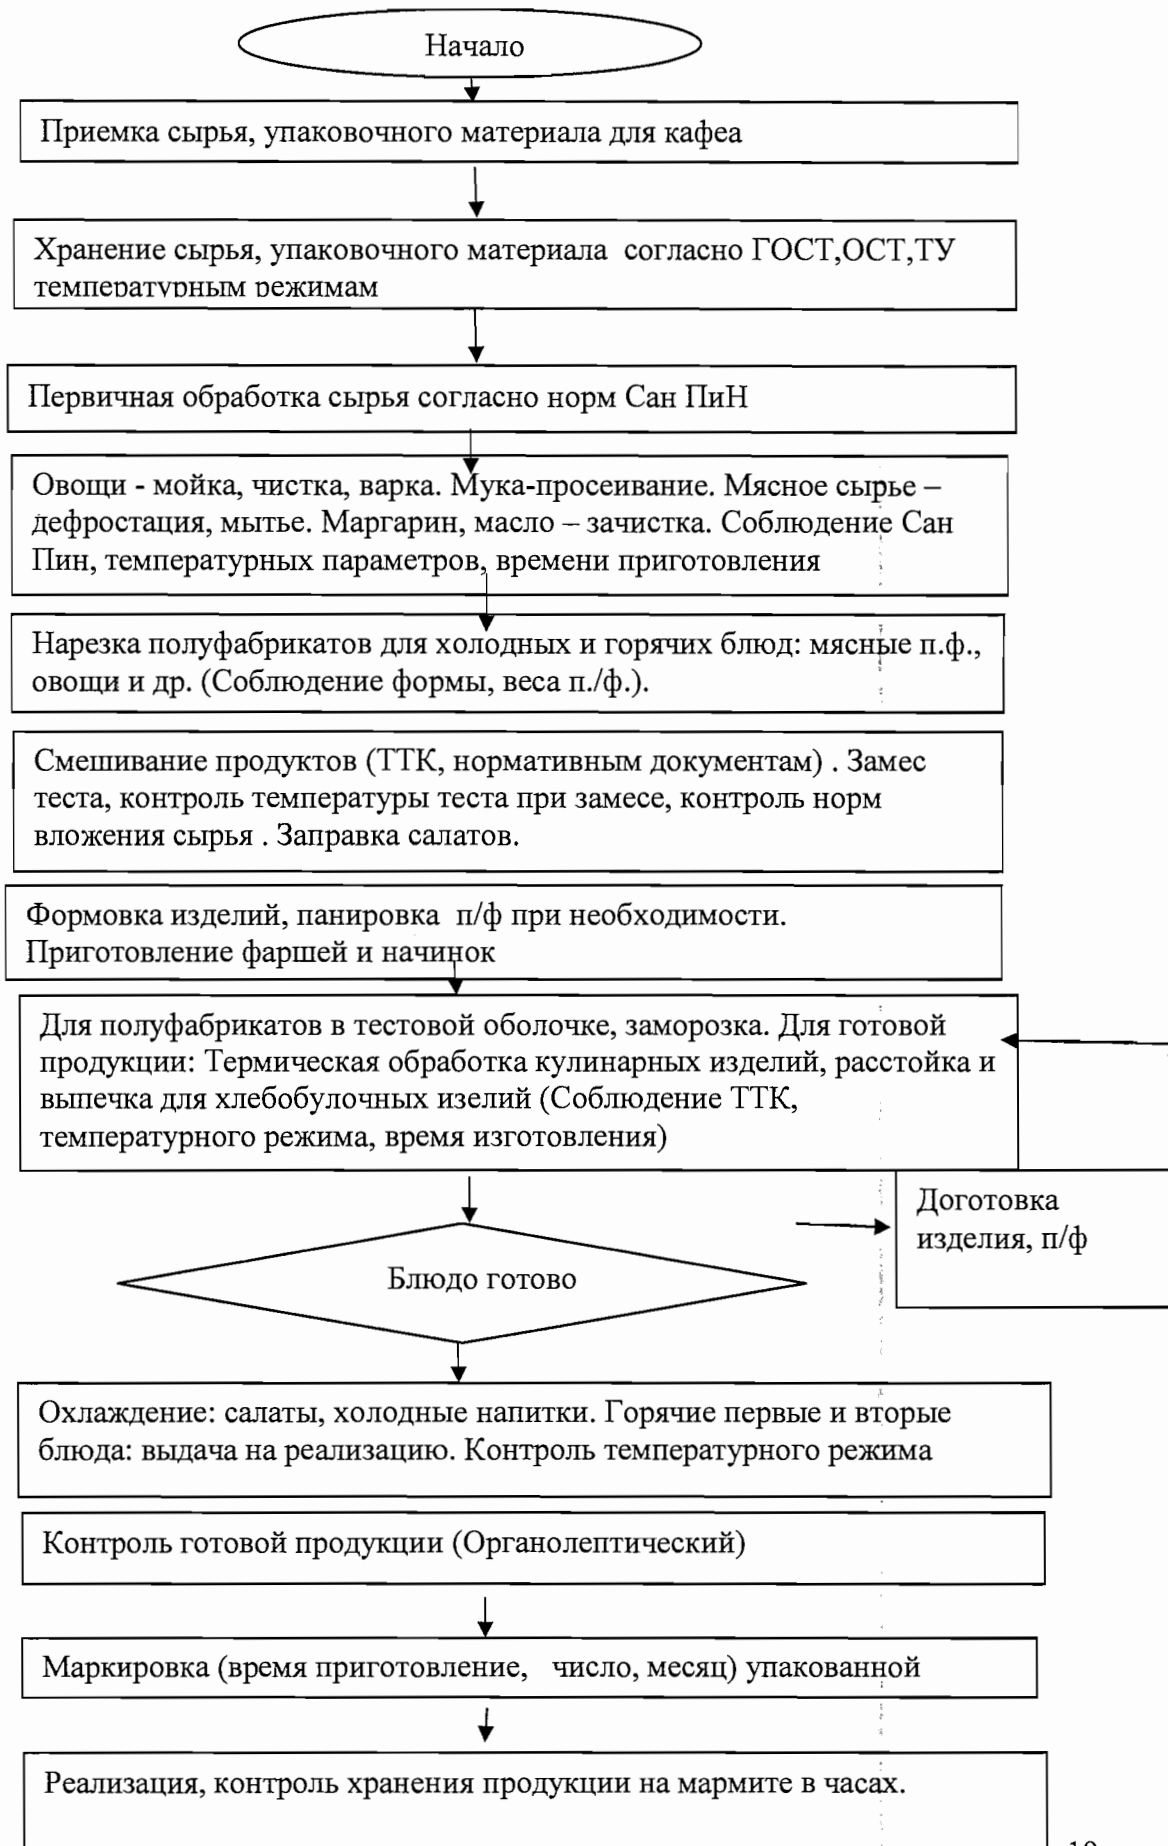 Начало
Приемка сырья, упаковочного материала для кафеа
Хранение сырья, упаковочного материала согласно ГОСТ,ОСТ,ТУ
температурным режимам
Первичная обработка сырья согласно норм Сан ПиН
Овощи - мойка, чистка, варка. Мука-просеивание. Мясное сырье –
дефростация, мытье. Маргарин, масло – зачистка. Соблюдение Сан
Пин, температурных параметров, времени приготовления
Нарезка полуфабрикатов для холодных и горячих блюд: мясные п.ф.,
овощи и др. (Соблюдение формы, веса п./ф.).
Смешивание продуктов (ТТК, нормативным документам) . Замес
теста, контроль температуры теста при замесе, контроль норм
вложения сырья . Заправка салатов.
Формовка изделий, панировка п/ф при необходимости.
Приготовление фаршей и начинок
Для полуфабрикатов в тестовой оболочке, заморозка. Для готовой
продукции: Термическая обработка кулинарных изделий, расстойка и
выпечка для хлебобулочных изелий (Соблюдение ТТК,
температурного режима, время изготовления)
Доготовка
изделия, п/ф
Блюдо готово
Охлаждение: салаты, холодные напитки. Горячие первые и вторые
блюда: выдача на реализацию. Контроль температурного режима
Контроль готовой продукции (Органолептический)
Маркировка (время приготовление, число, месяц) упакованной
Реализация, контроль хранения продукции на мармите в часах.